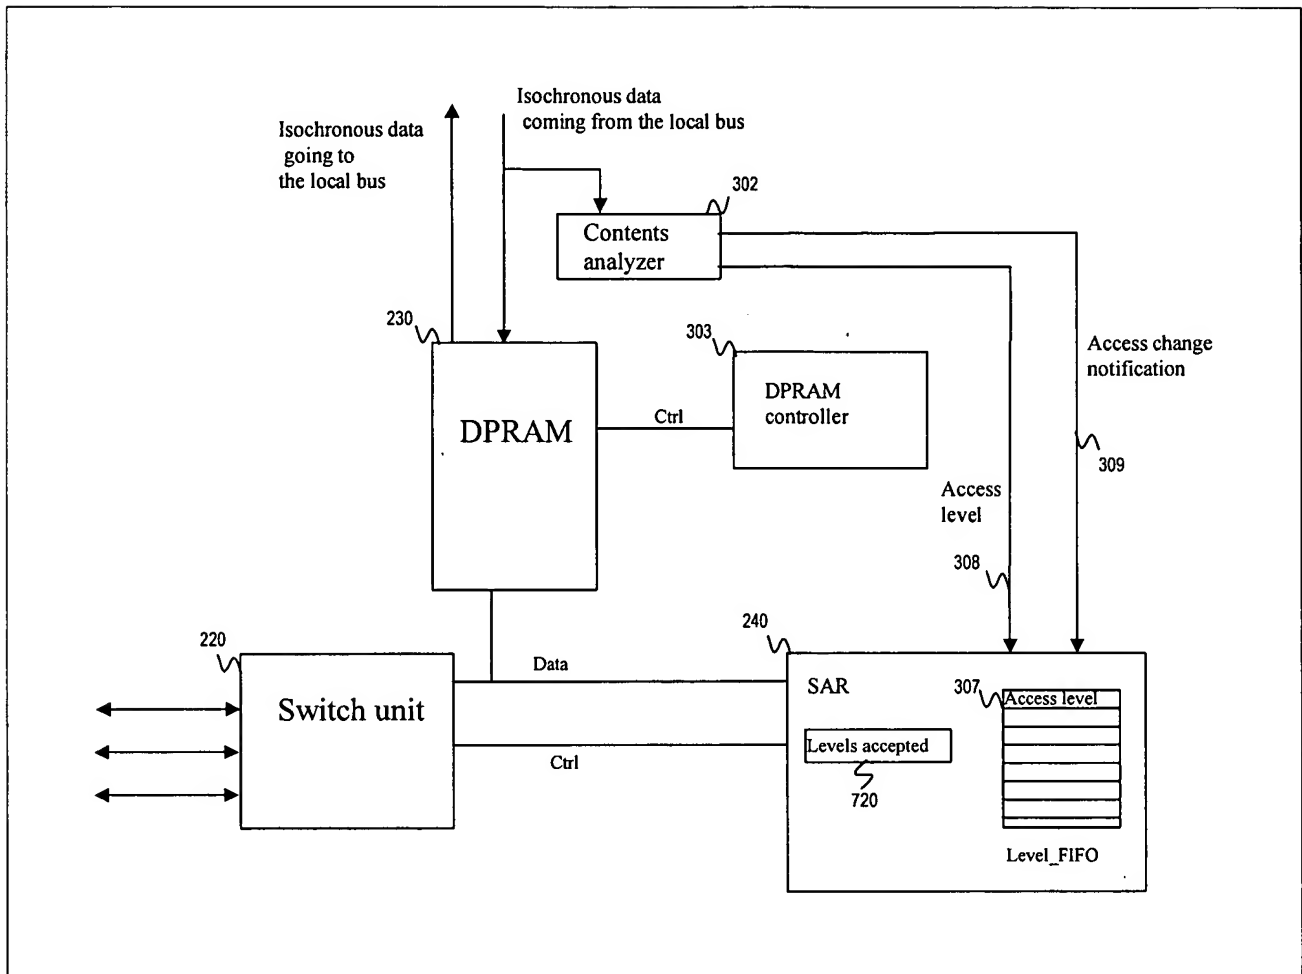 Isochronous data
coming from the local bus
Isochronous data
going to
the local bus
302
Contents
analyzer
230
303
DPRAM
controller
Access change
notification
DPRAM
Ctrl
309
Access
level
308
220
240
Data
SAR
307
Access level
Switch unit
Levels accepted
Ctrl
720
Level_FIFO